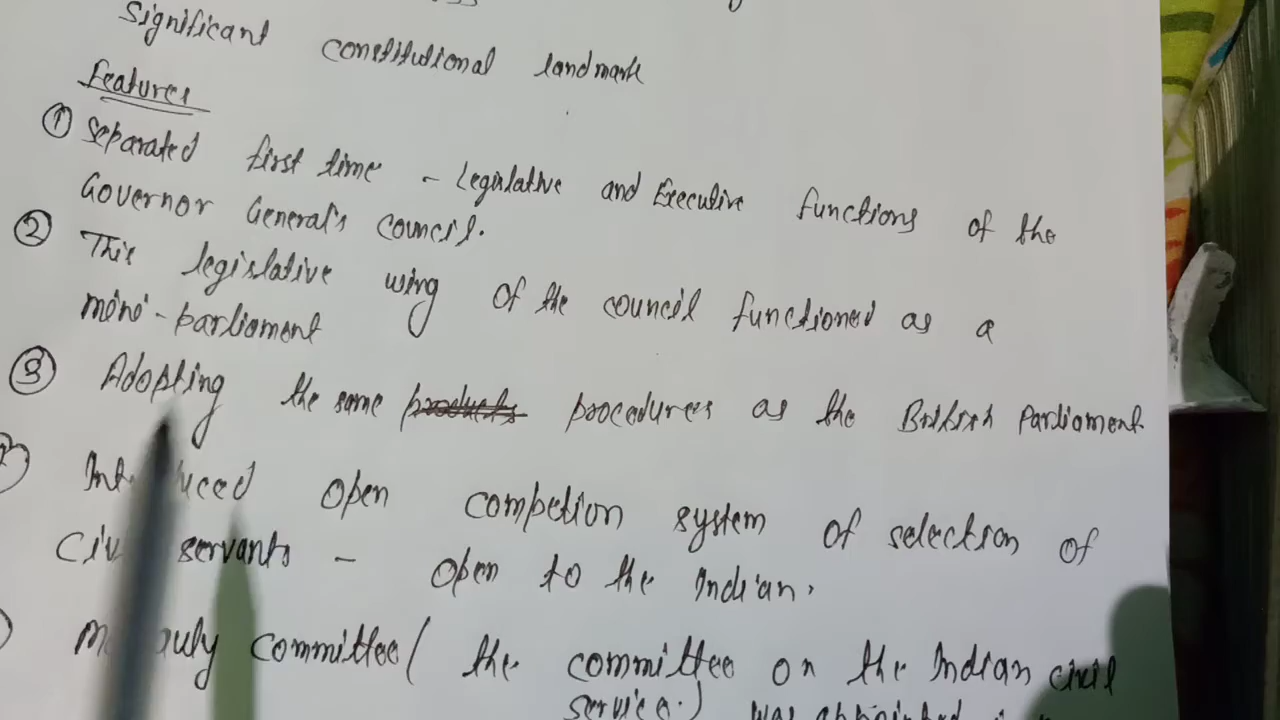 significant constitutional landmark
Features
① Separated first time - Legislative and Executive functions of the
Governor General's council.
② This legislative wing of the council functioned as a
mini-parliament
③ Adopting the same procedures as the British Parliament
open competion system of selection of
servants - open to the Indian.
committee ( the committee on the Indian civil
service.) was